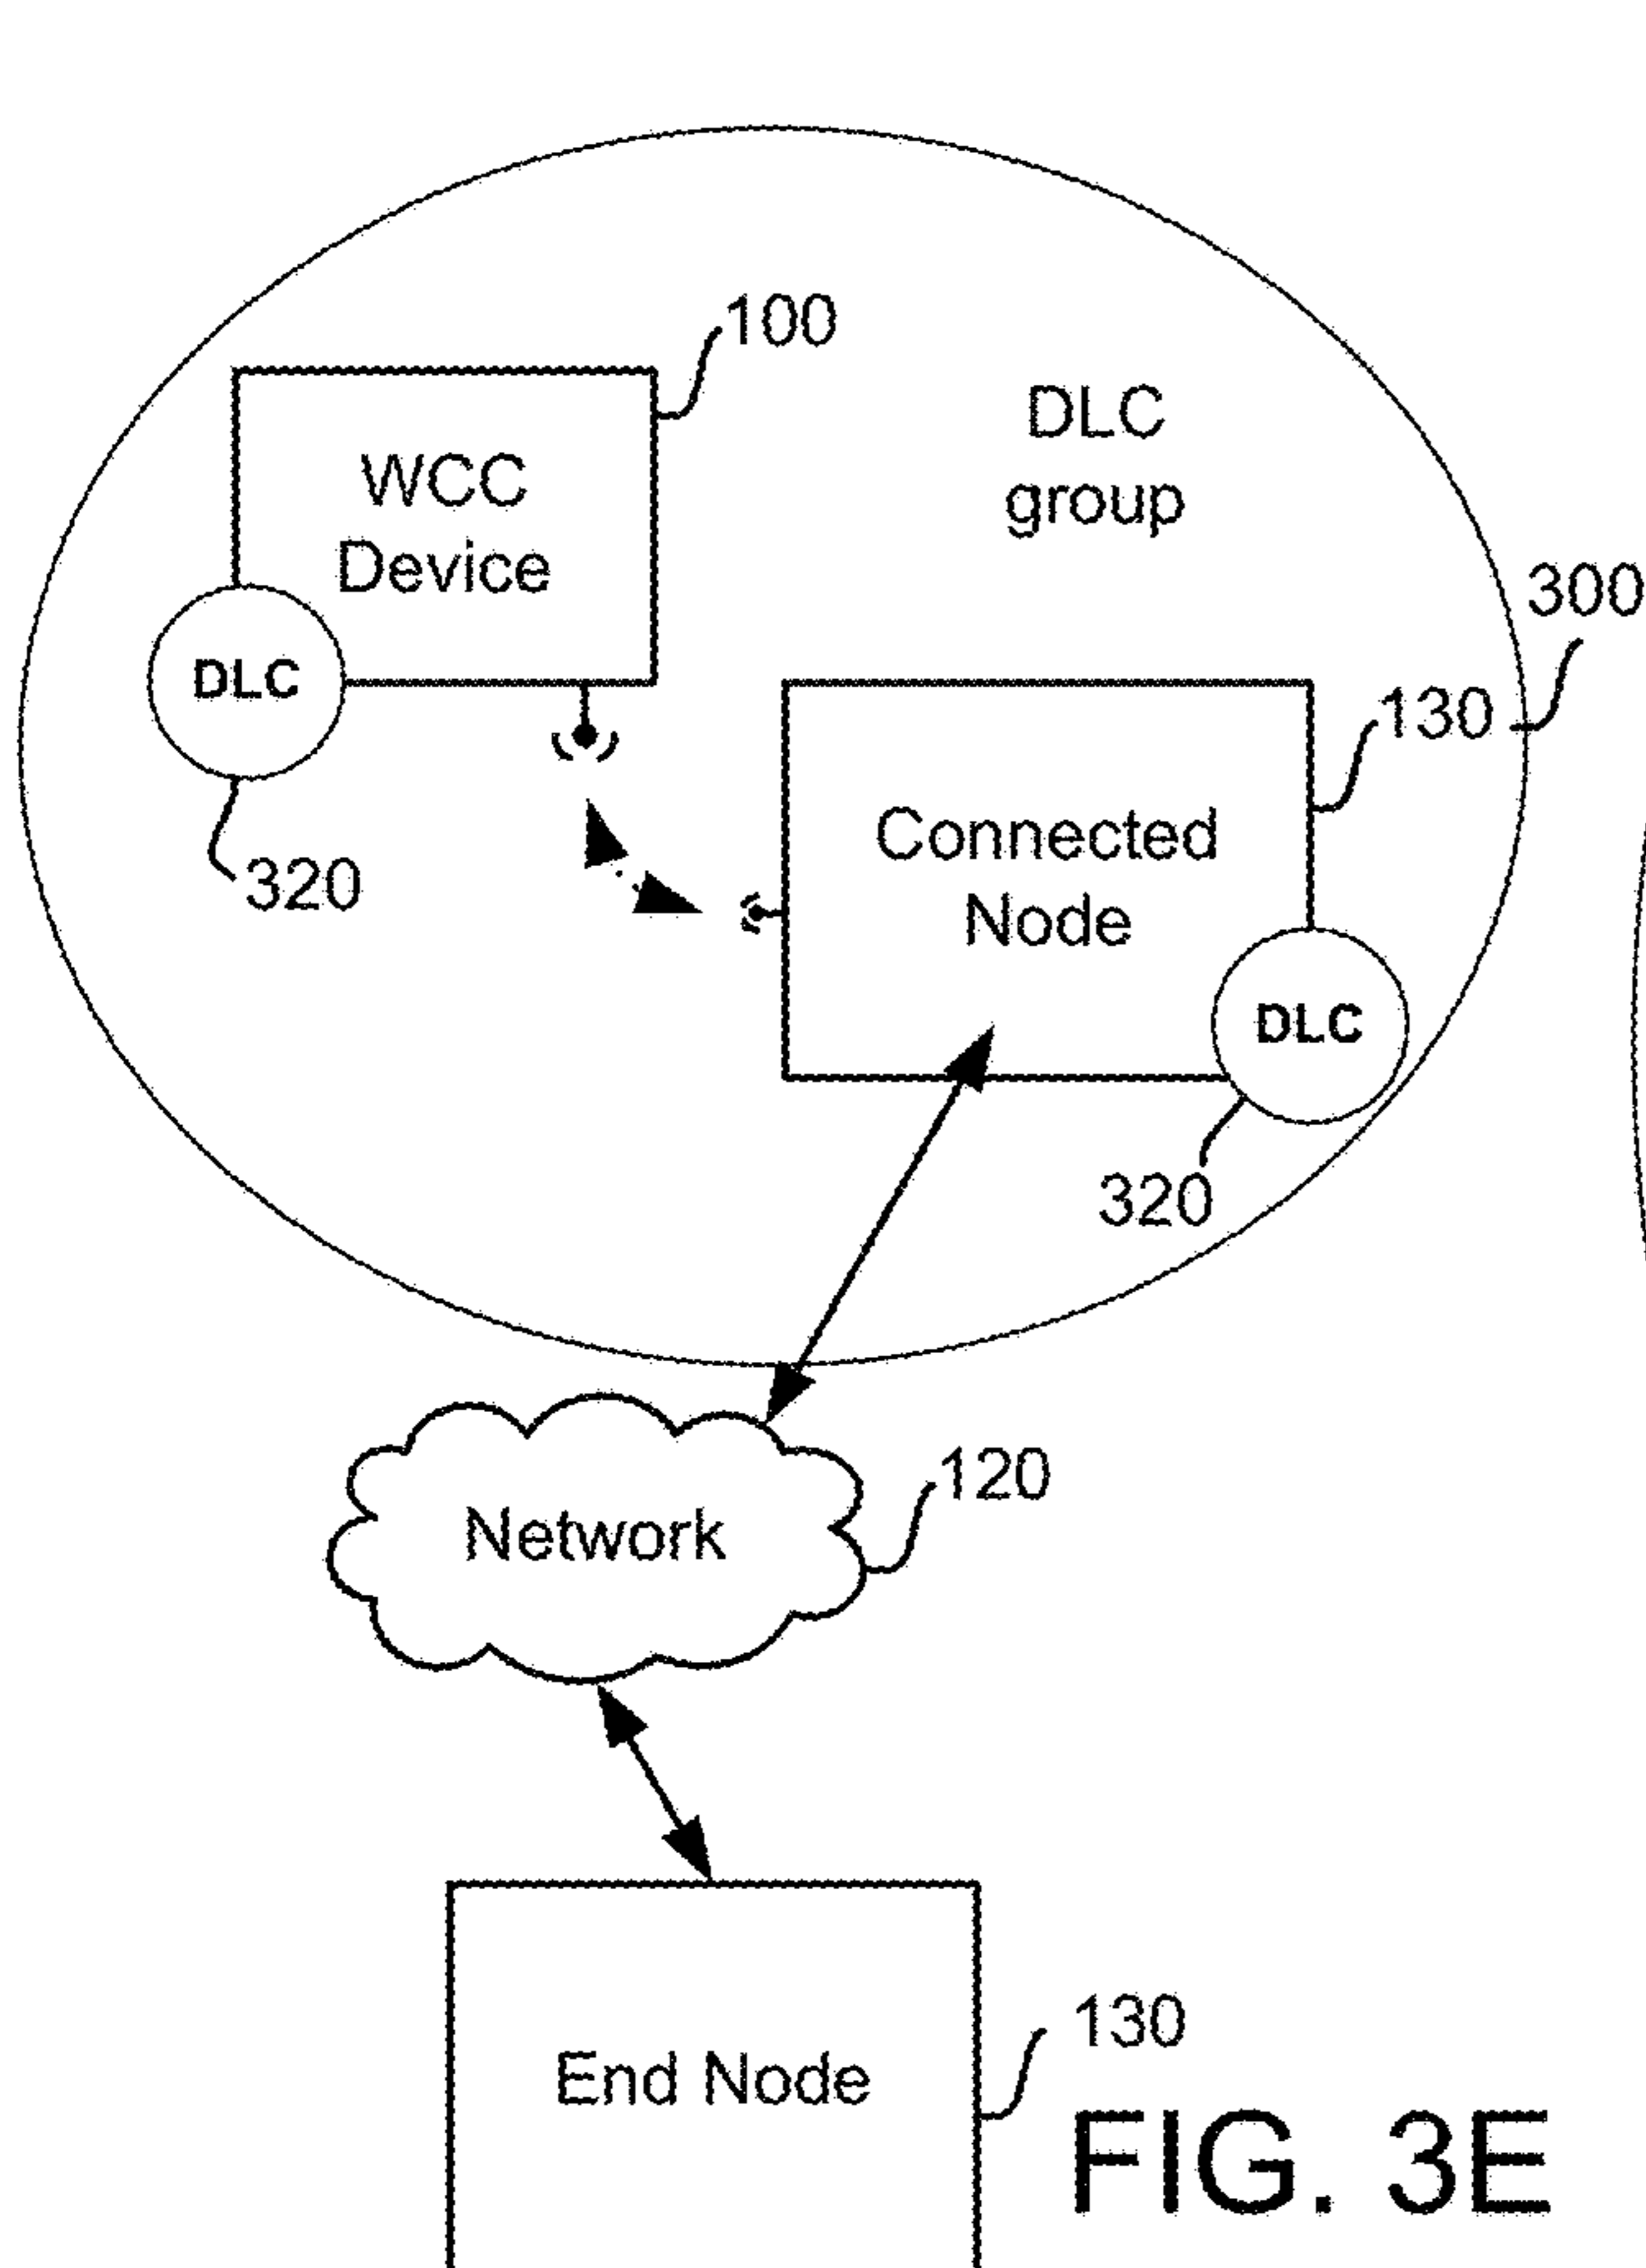 100
WCC
Device
DLC
group
300
DLC
130
Connected
Node
320
DLC
320
120
Network
130
End Node
FIG. 3E